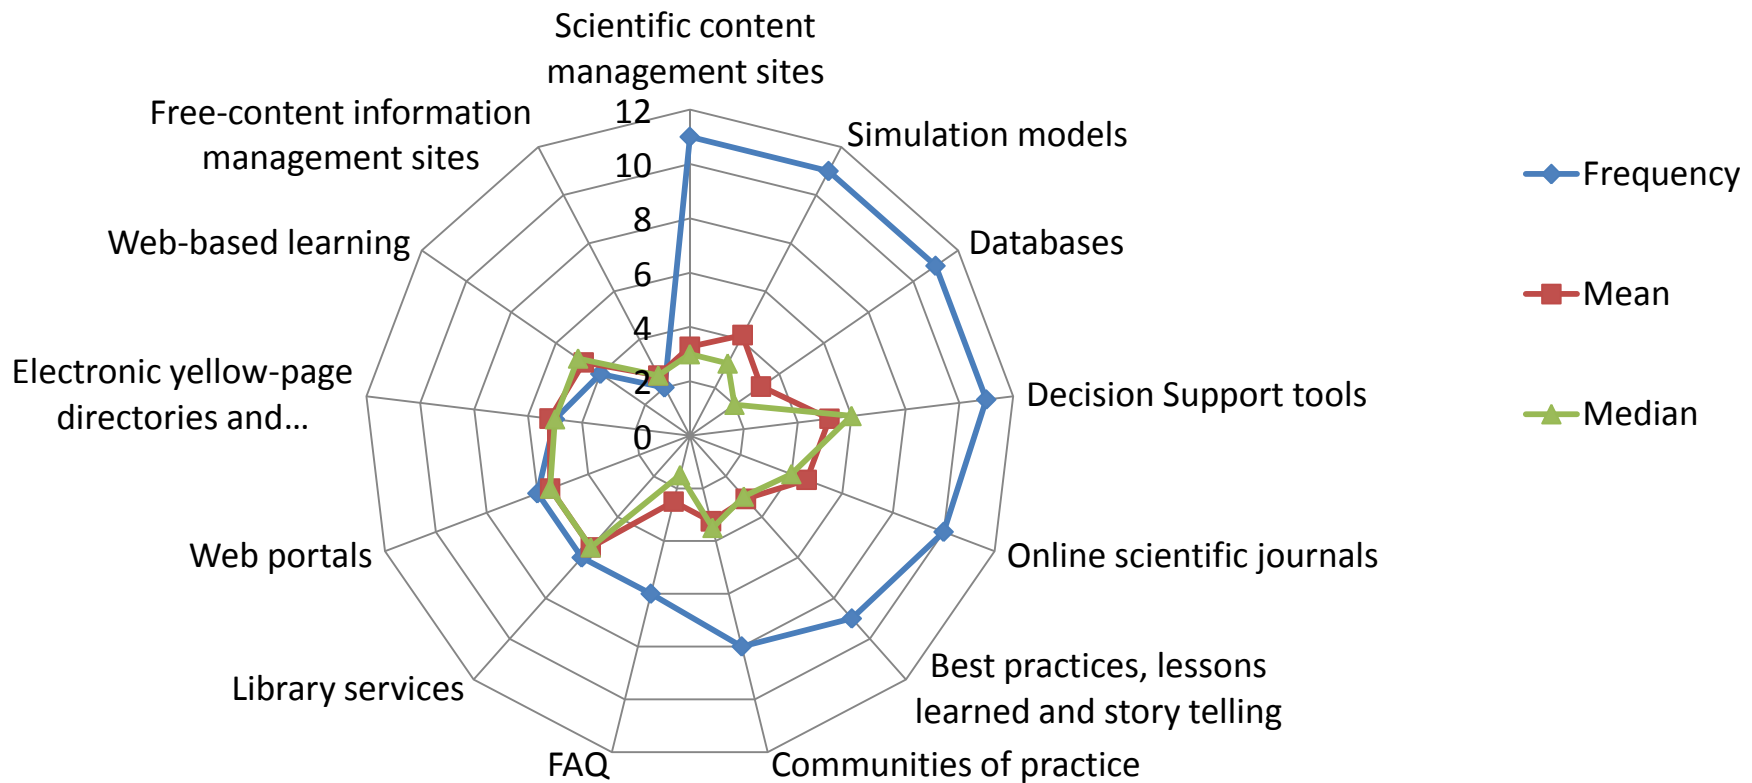 Scientific content
management sites
Free-content information
management sites
12
Simulation models
10
Frequency
Web-based learning
8
Databases
6
Mean
4
Electronic yellow-page
directories and...
2
Decision Support tools
Median
0
Web portals
Online scientific journals
Library services
Best practices, lessons
learned and story telling
FAQ
Communities of practice